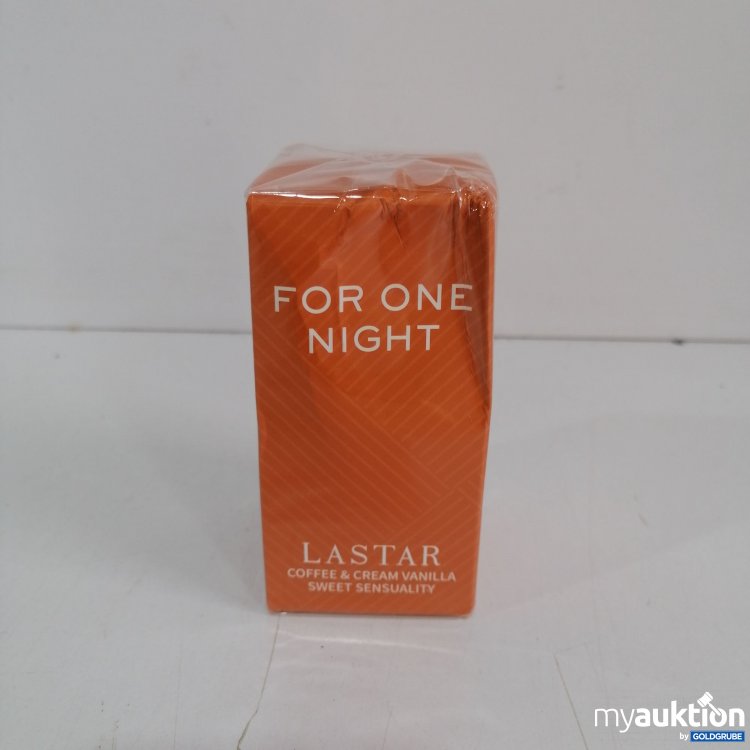 FOR ONE
NIGHT
LASTAR
COFFEE & CREAM VANILLA
SWEET SENSUALITY
myauktion
by GOLDGRUBE